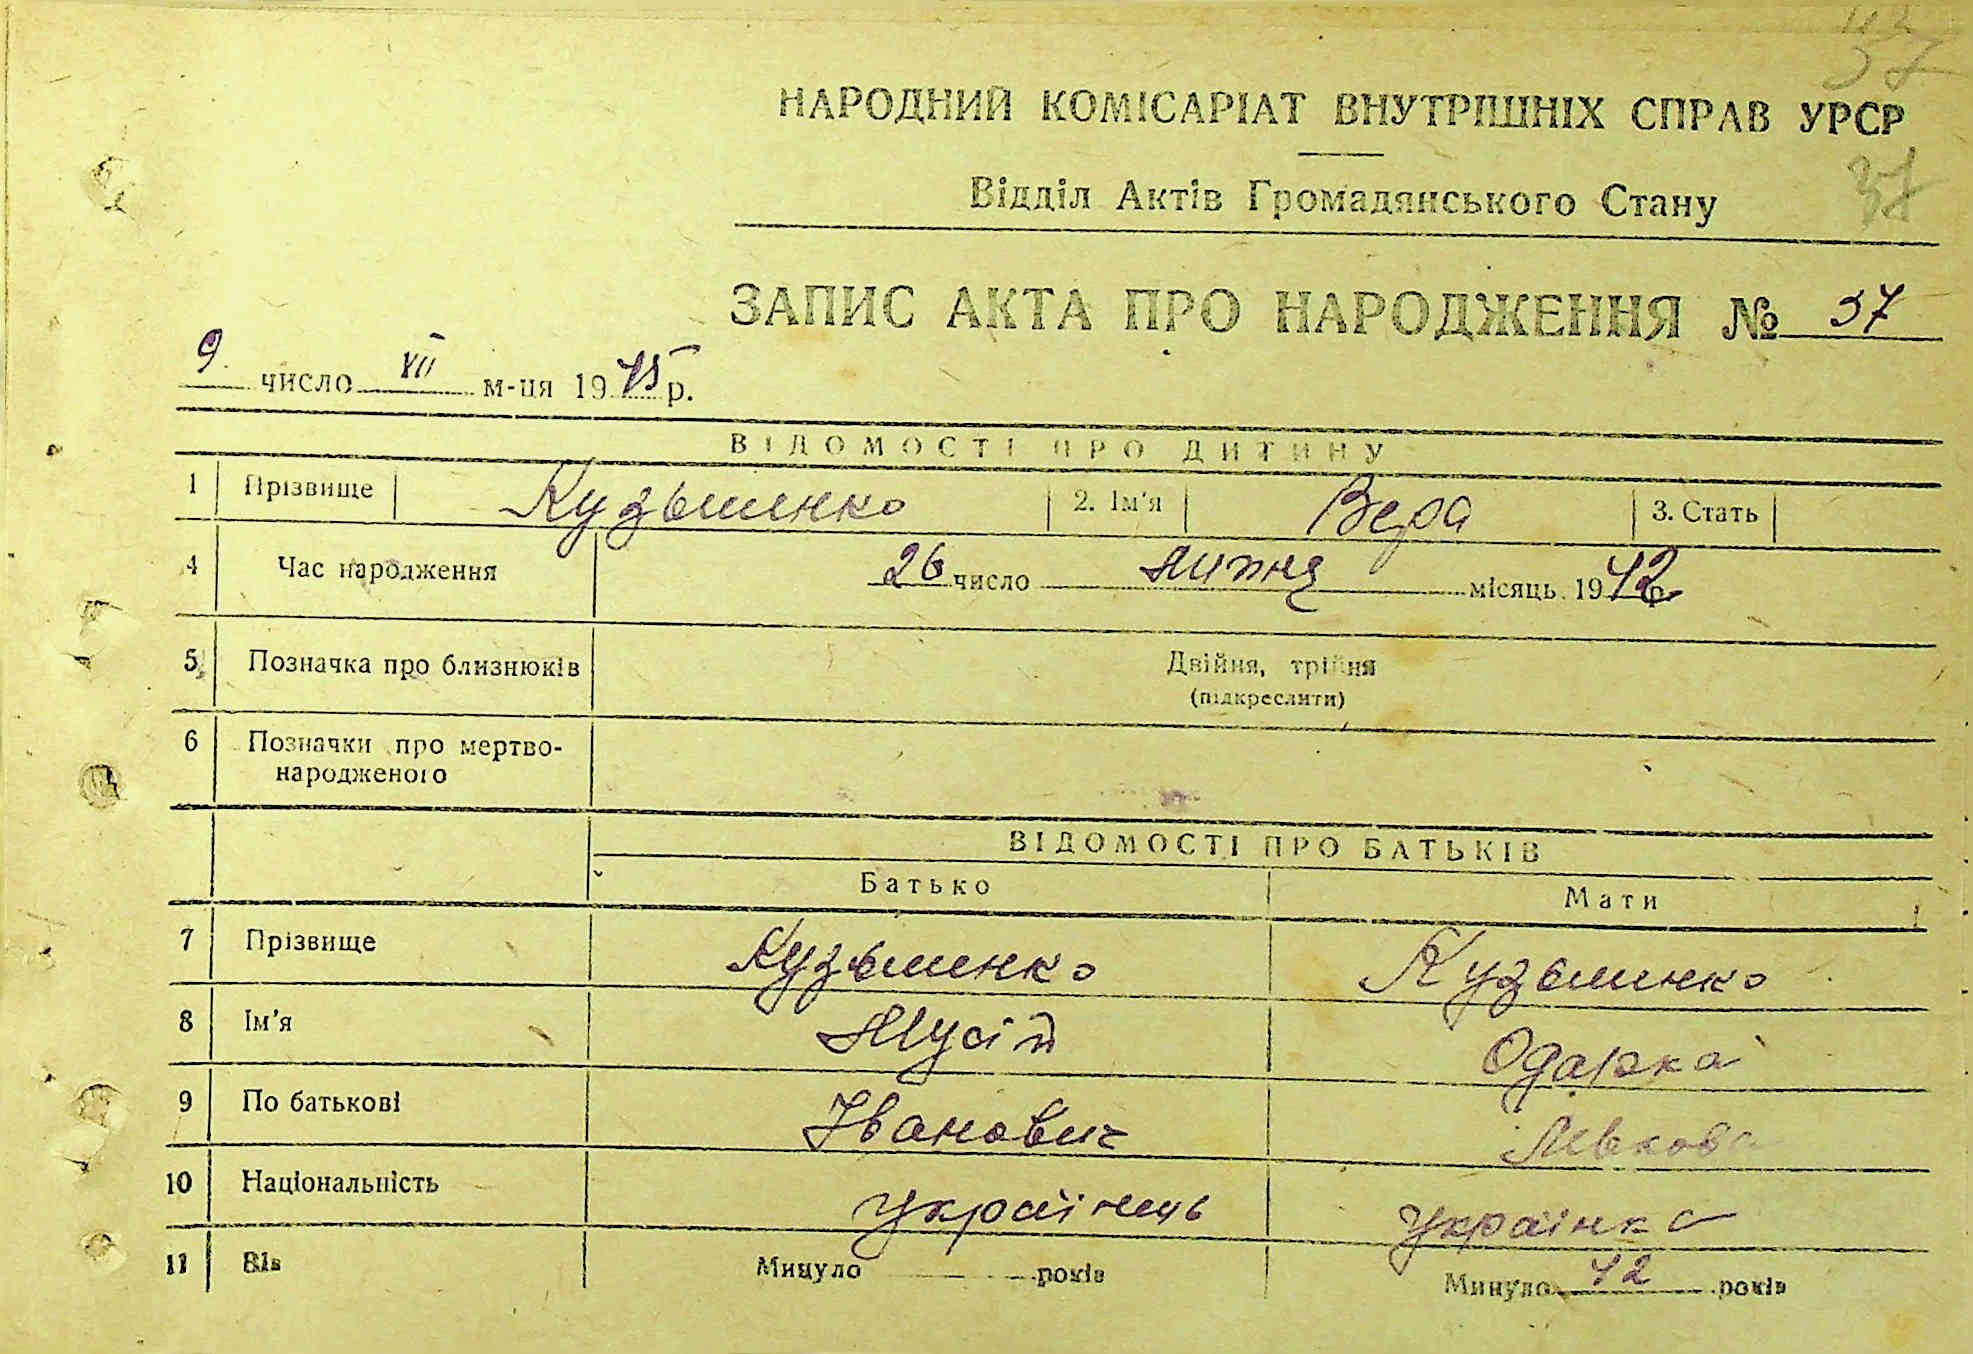 37
НАРОДНИЙ КОМІСАРІАТ ВНУТРІШНІХ СПРАВ УРСР
Відділ Актів Громадянського Стану
37
ЗАПИС АКТА ПРО НАРОДЖЕННЯ № 37
9 число VII м-ця 1945 р.
ВІДОМОСТІ ПРО ДИТИНУ
1 Прізвище Кузьменко 2. Ім'я Вера 3. Стать
4 Час народження 26 число липня місяць 1942 р.
5 Позначка про близнюків Двійня, трійня
(підкреслити)
6 Позначки про мертво-
народженого
ВІДОМОСТІ ПРО БАТЬКІВ
Батько Мати
7 Прізвище Кузьменко Кузьменко
8 Ім'я Мусій Одарка
9 По батькові Іванович
10 Національність українець українка
11 Вік Минуло років Минуло 42 років